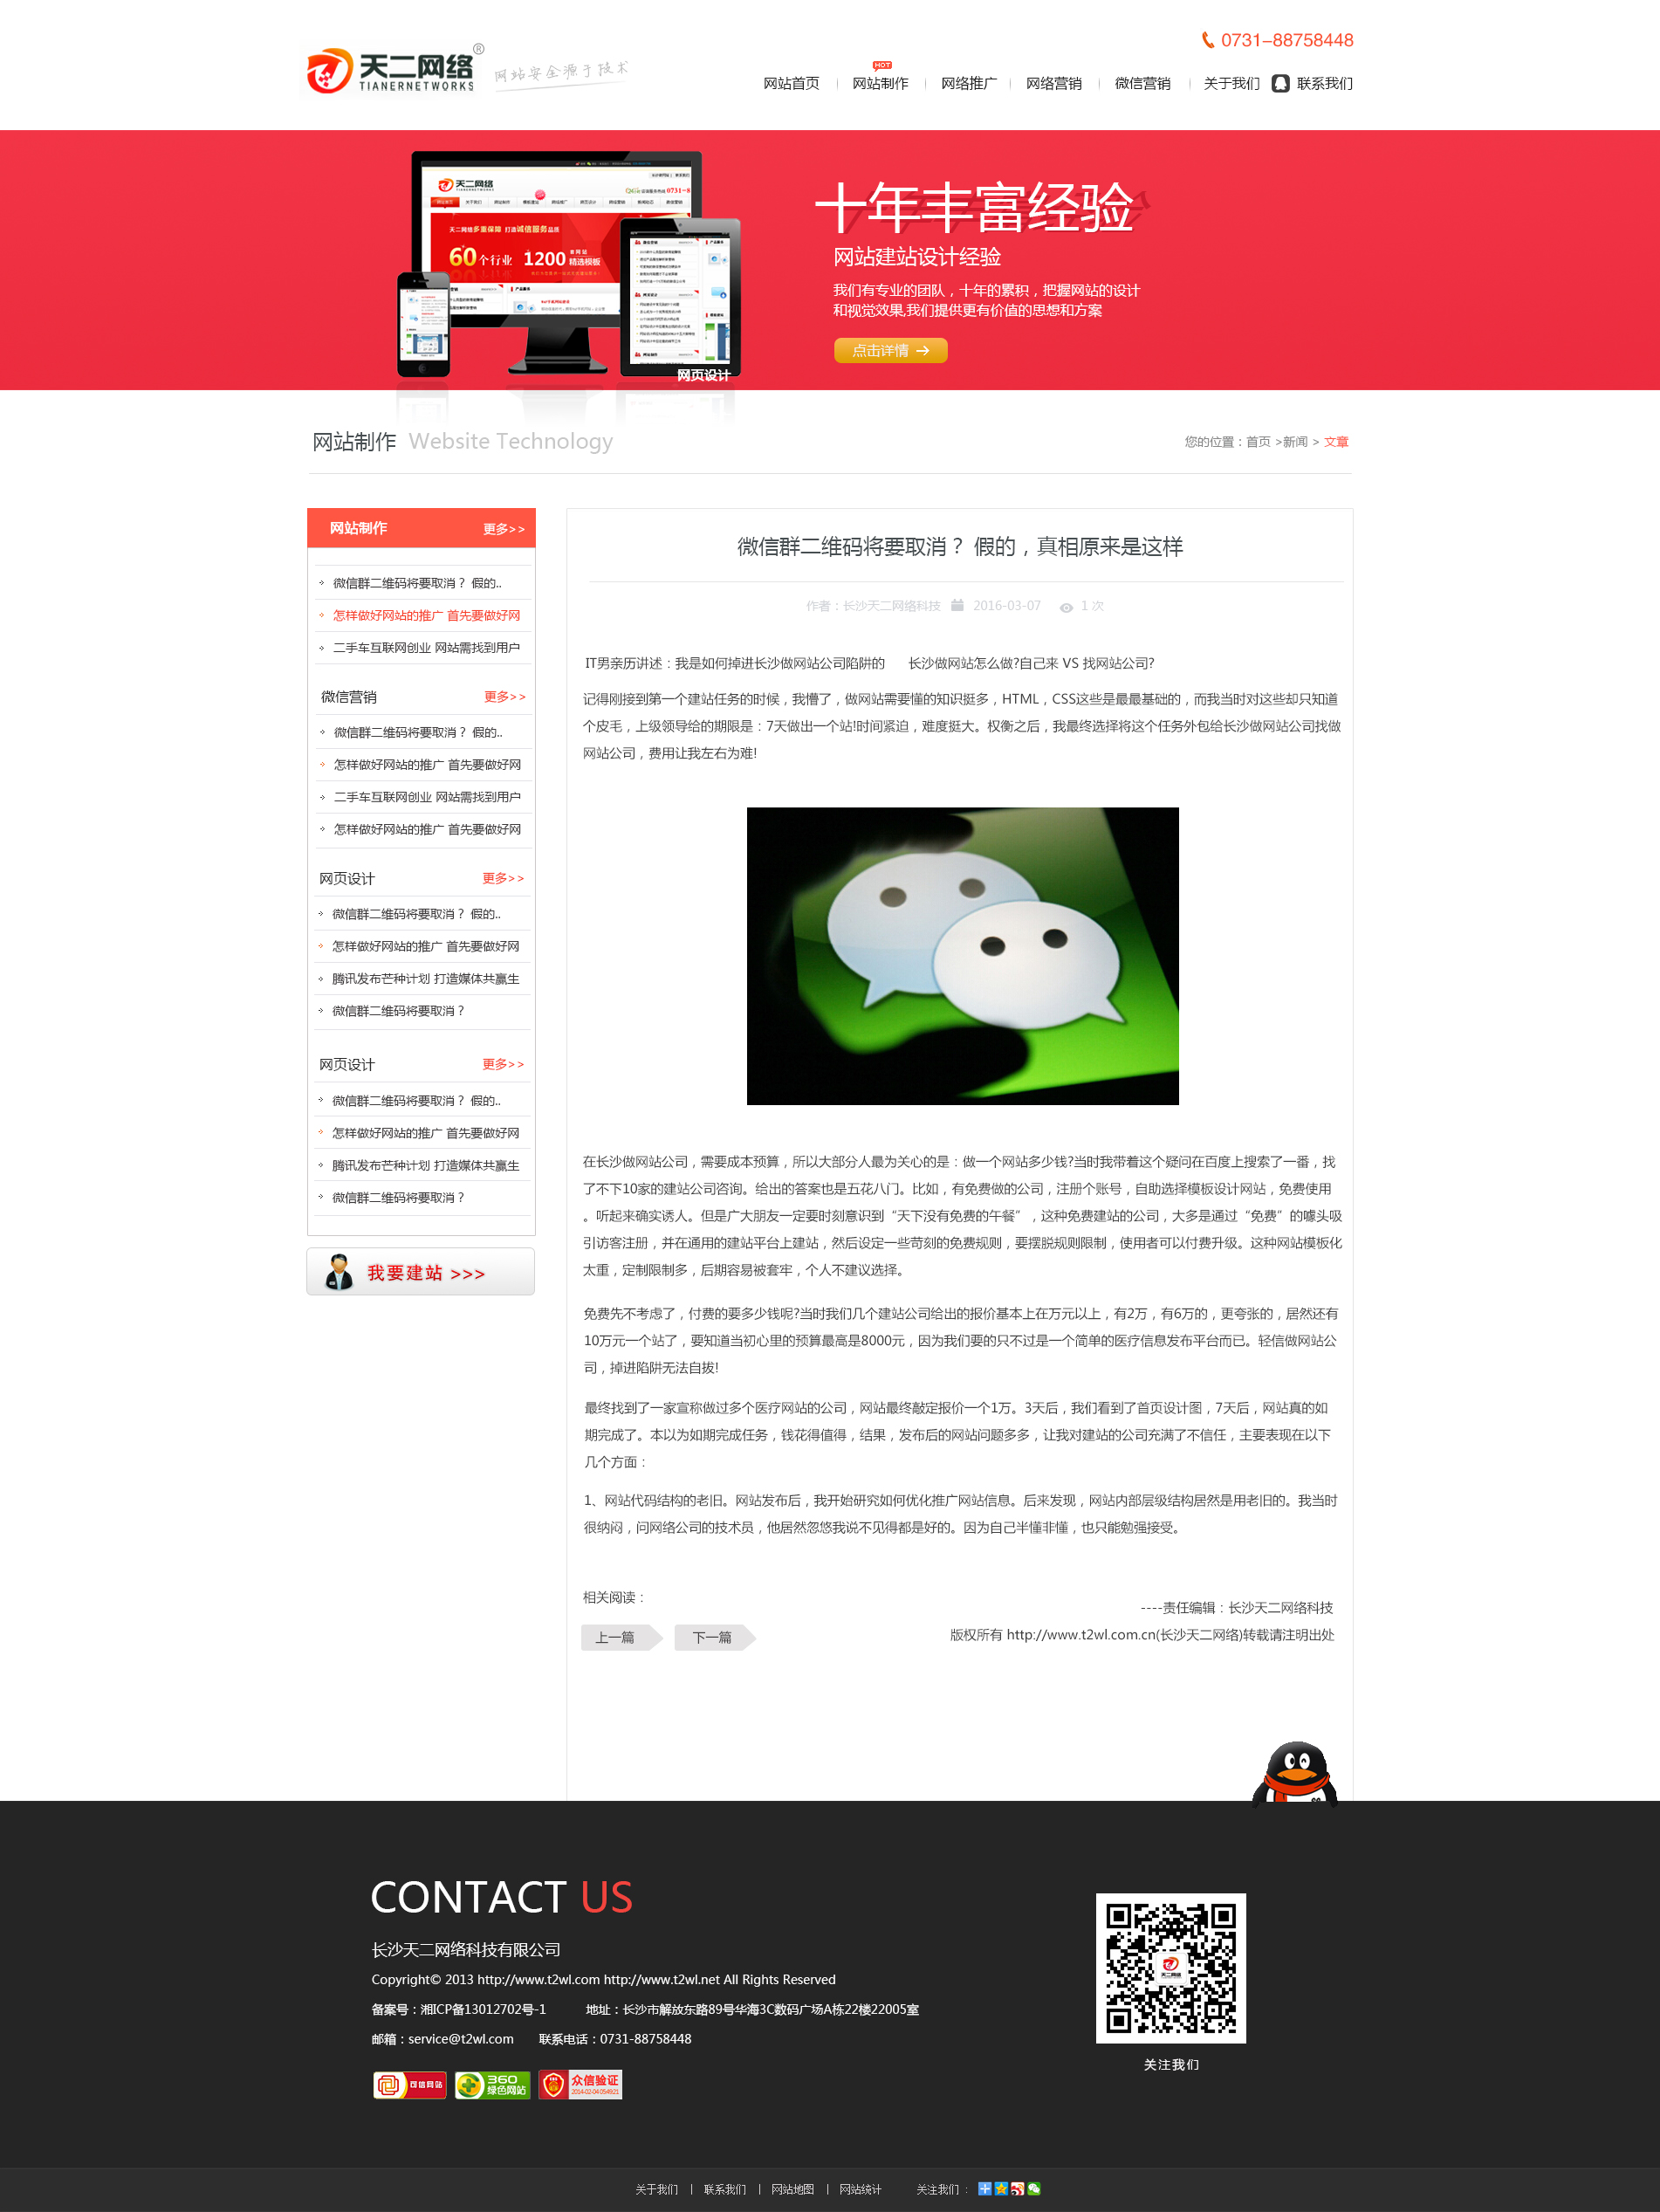 天二网络®
TIANERNETWORKS
网站安全源于技术
0731-88758448
HOT
网站首页 网站制作 网络推广 网络营销 微信营销 关于我们 联系我们
天二网络
天二网络多重保障 打造诚信服务品质
60个行业 1200精选模板
网页设计
十年丰富经验
网站建站设计经验
我们有专业的团队，十年的累积，把握网站的设计
和视觉效果,我们提供更有价值的思想和方案
点击详情 →
网站制作 Website Technology
您的位置：首页 >新闻 > 文章
网站制作 更多>>
微信群二维码将要取消？ 假的..
怎样做好网站的推广 首先要做好网
二手车互联网创业 网站需找到用户
微信营销 更多>>
微信群二维码将要取消？ 假的..
怎样做好网站的推广 首先要做好网
二手车互联网创业 网站需找到用户
怎样做好网站的推广 首先要做好网
网页设计 更多>>
微信群二维码将要取消？ 假的..
怎样做好网站的推广 首先要做好网
腾讯发布芒种计划 打造媒体共赢生
微信群二维码将要取消？
网页设计 更多>>
微信群二维码将要取消？ 假的..
怎样做好网站的推广 首先要做好网
腾讯发布芒种计划 打造媒体共赢生
微信群二维码将要取消？
我要建站 >>>
微信群二维码将要取消？ 假的，真相原来是这样
作者：长沙天二网络科技 2016-03-07 1 次
IT男亲历讲述：我是如何掉进长沙做网站公司陷阱的 长沙做网站怎么做?自己来 VS 找网站公司?
记得刚接到第一个建站任务的时候，我懵了，做网站需要懂的知识挺多，HTML，CSS这些是最最基础的，而我当时对这些却只知道
个皮毛，上级领导给的期限是：7天做出一个站!时间紧迫，难度挺大。权衡之后，我最终选择将这个任务外包给长沙做网站公司找做
网站公司，费用让我左右为难!
在长沙做网站公司，需要成本预算，所以大部分人最为关心的是：做一个网站多少钱?当时我带着这个疑问在百度上搜索了一番，找
了不下10家的建站公司咨询。给出的答案也是五花八门。比如，有免费做的公司，注册个账号，自助选择模板设计网站，免费使用
。听起来确实诱人。但是广大朋友一定要时刻意识到“天下没有免费的午餐”，这种免费建站的公司，大多是通过“免费”的噱头吸
引访客注册，并在通用的建站平台上建站，然后设定一些苛刻的免费规则，要摆脱规则限制，使用者可以付费升级。这种网站模板化
太重，定制限制多，后期容易被套牢，个人不建议选择。
免费先不考虑了，付费的要多少钱呢?当时我们几个建站公司给出的报价基本上在万元以上，有2万，有6万的，更夸张的，居然还有
10万元一个站了，要知道当初心里的预算最高是8000元，因为我们要的只不过是一个简单的医疗信息发布平台而已。轻信做网站公
司，掉进陷阱无法自拔!
最终找到了一家宣称做过多个医疗网站的公司，网站最终敲定报价一个1万。3天后，我们看到了首页设计图，7天后，网站真的如
期完成了。本以为如期完成任务，钱花得值得，结果，发布后的网站问题多多，让我对建站的公司充满了不信任，主要表现在以下
几个方面：
1、网站代码结构的老旧。网站发布后，我开始研究如何优化推广网站信息。后来发现，网站内部层级结构居然是用老旧的。我当时
很纳闷，问网络公司的技术员，他居然忽悠我说不见得都是好的。因为自己半懂非懂，也只能勉强接受。
相关阅读：
----责任编辑：长沙天二网络科技
上一篇 下一篇
版权所有 http://www.t2wl.com.cn(长沙天二网络)转载请注明出处
CONTACT US
长沙天二网络科技有限公司
Copyright© 2013 http://www.t2wl.com http://www.t2wl.net All Rights Reserved
备案号：湘ICP备13012702号-1 地址：长沙市解放东路89号华海3C数码广场A栋22楼22005室
邮箱：service@t2wl.com 联系电话：0731-88758448
可信网站
360 绿色网站
众信验证
天二网络
关注我们
关于我们 | 联系我们 | 网站地图 | 网站统计 关注我们：